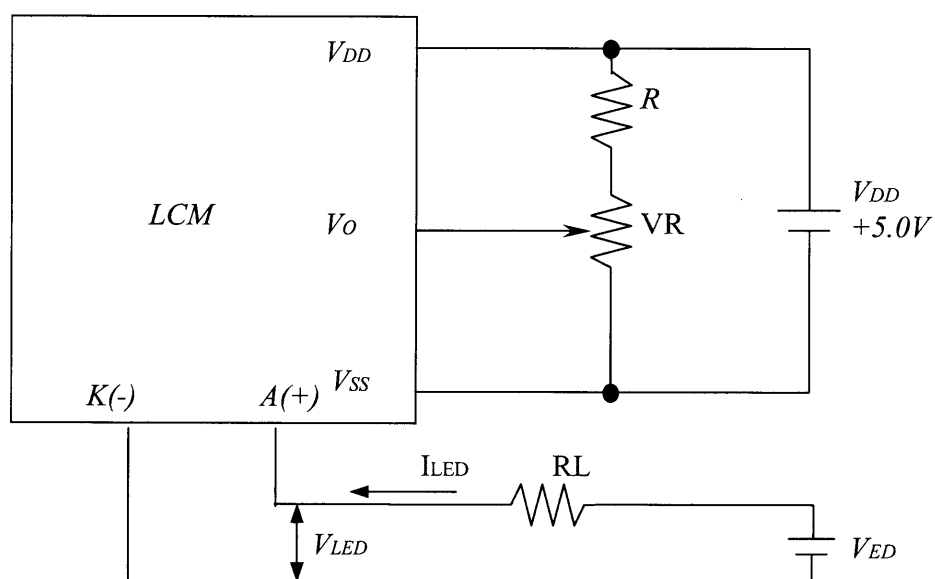 VDD
R
LCM
VO
VR
VDD
+5.0V
VSS
K(-)
A(+)
ILED
RL
VLED
VED